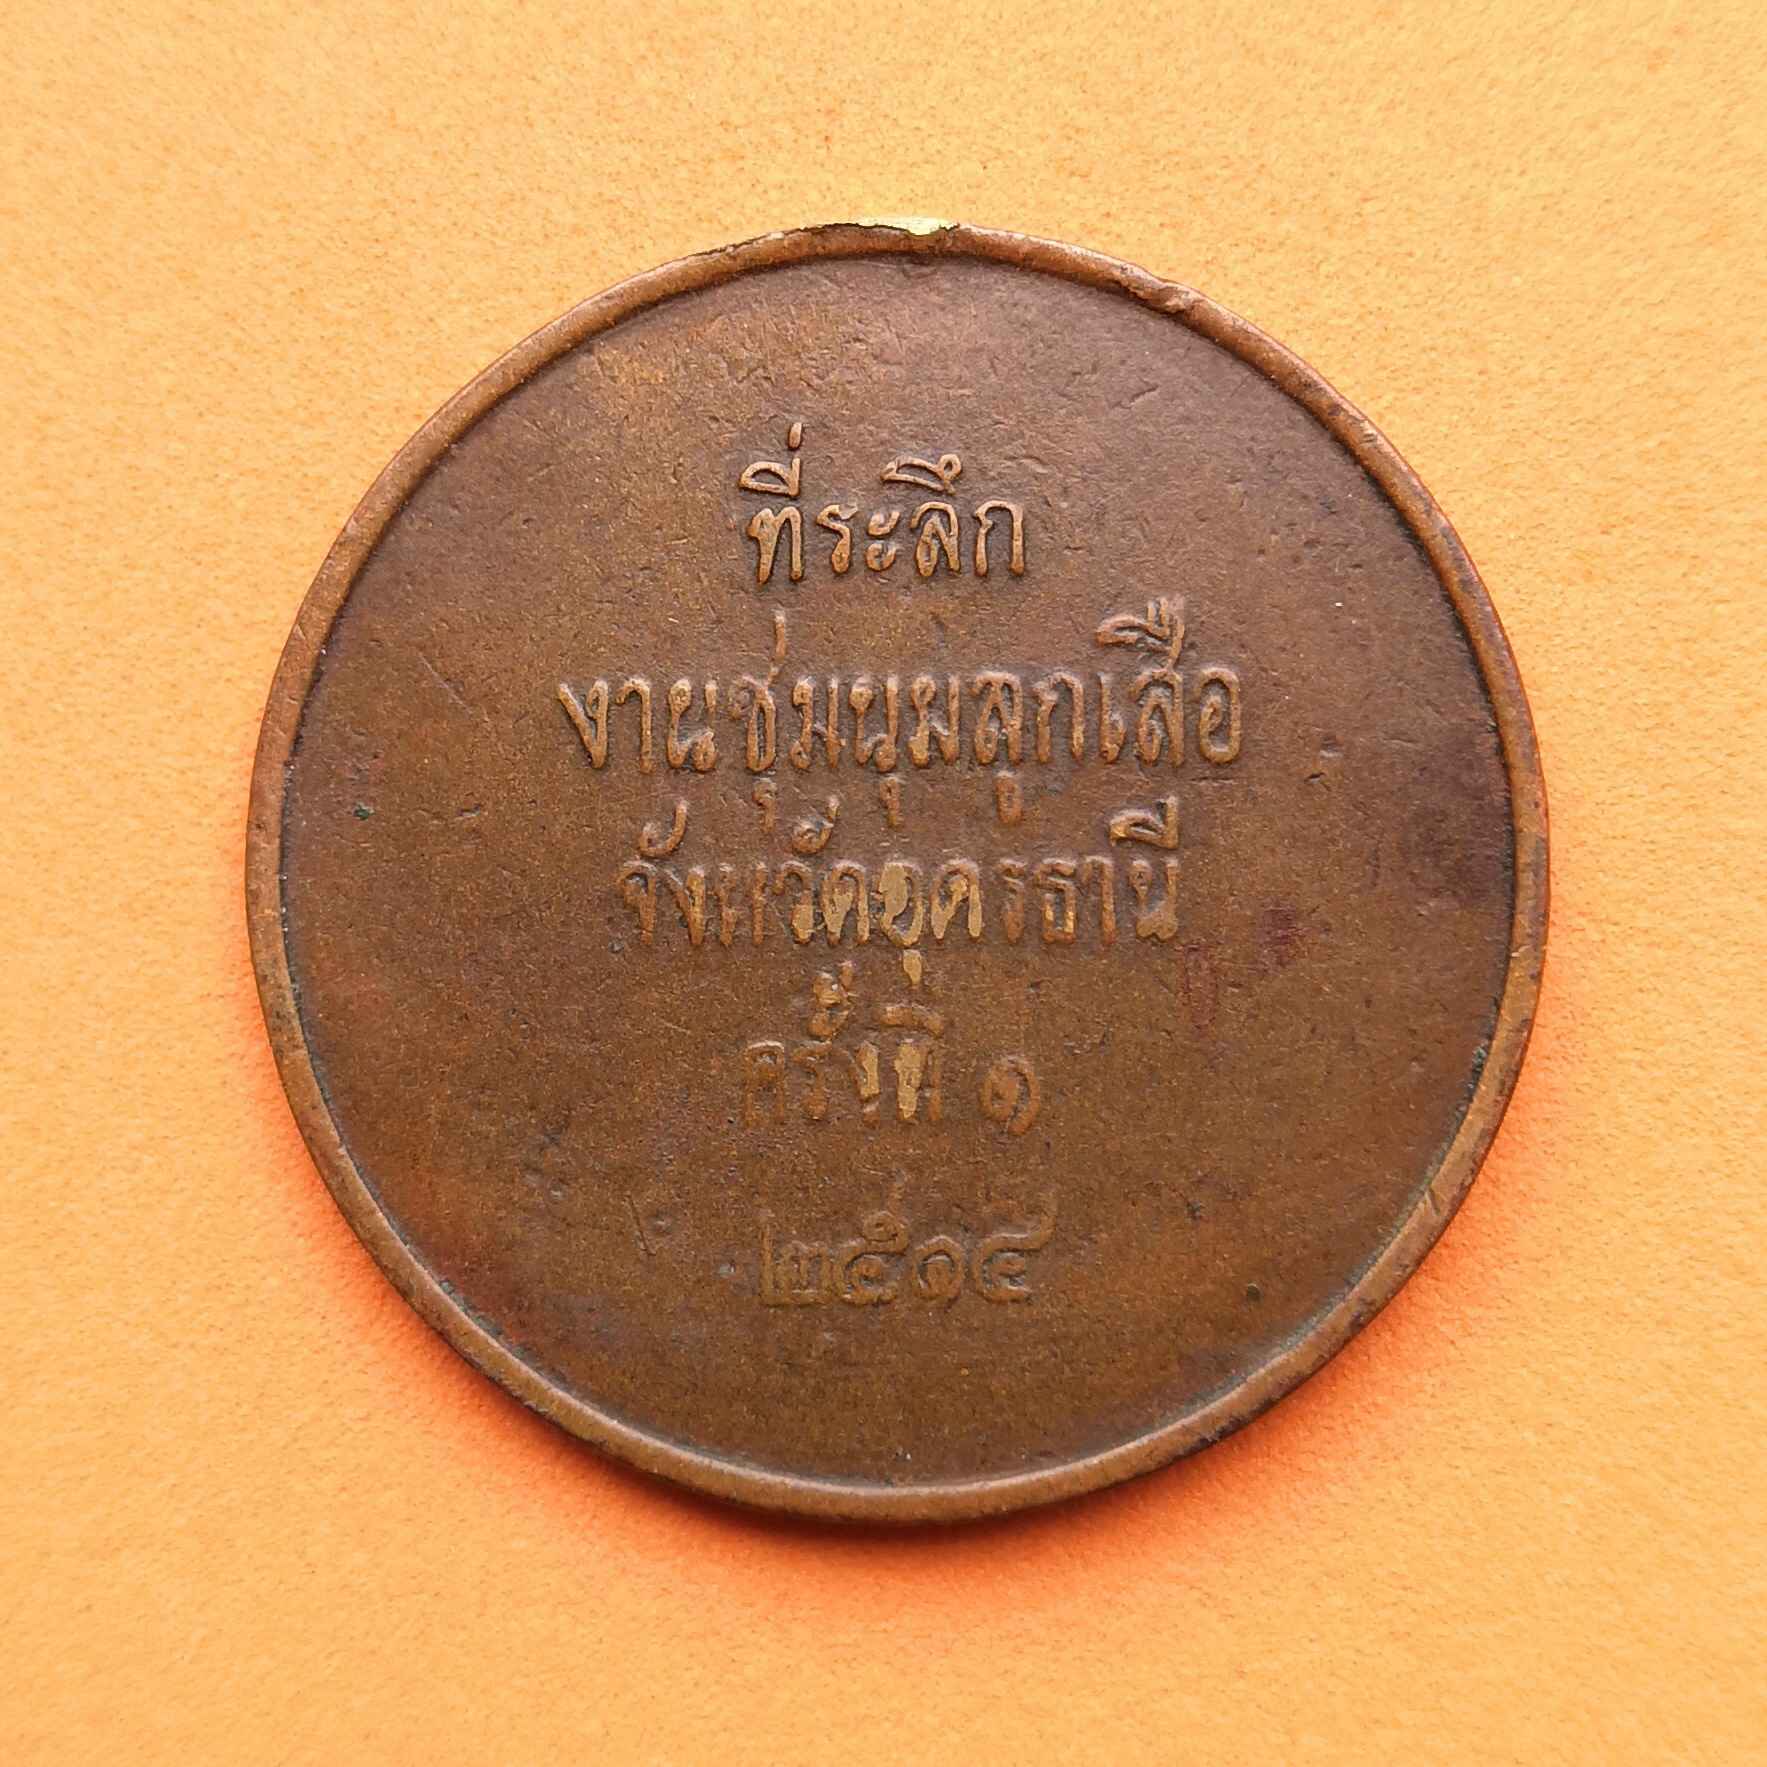 ที่ระลึก
งานชุ่มนุมลูกเสือ
จังหวัดอุดรธานี
ครั้งที่ ๑
๒๕๑๔